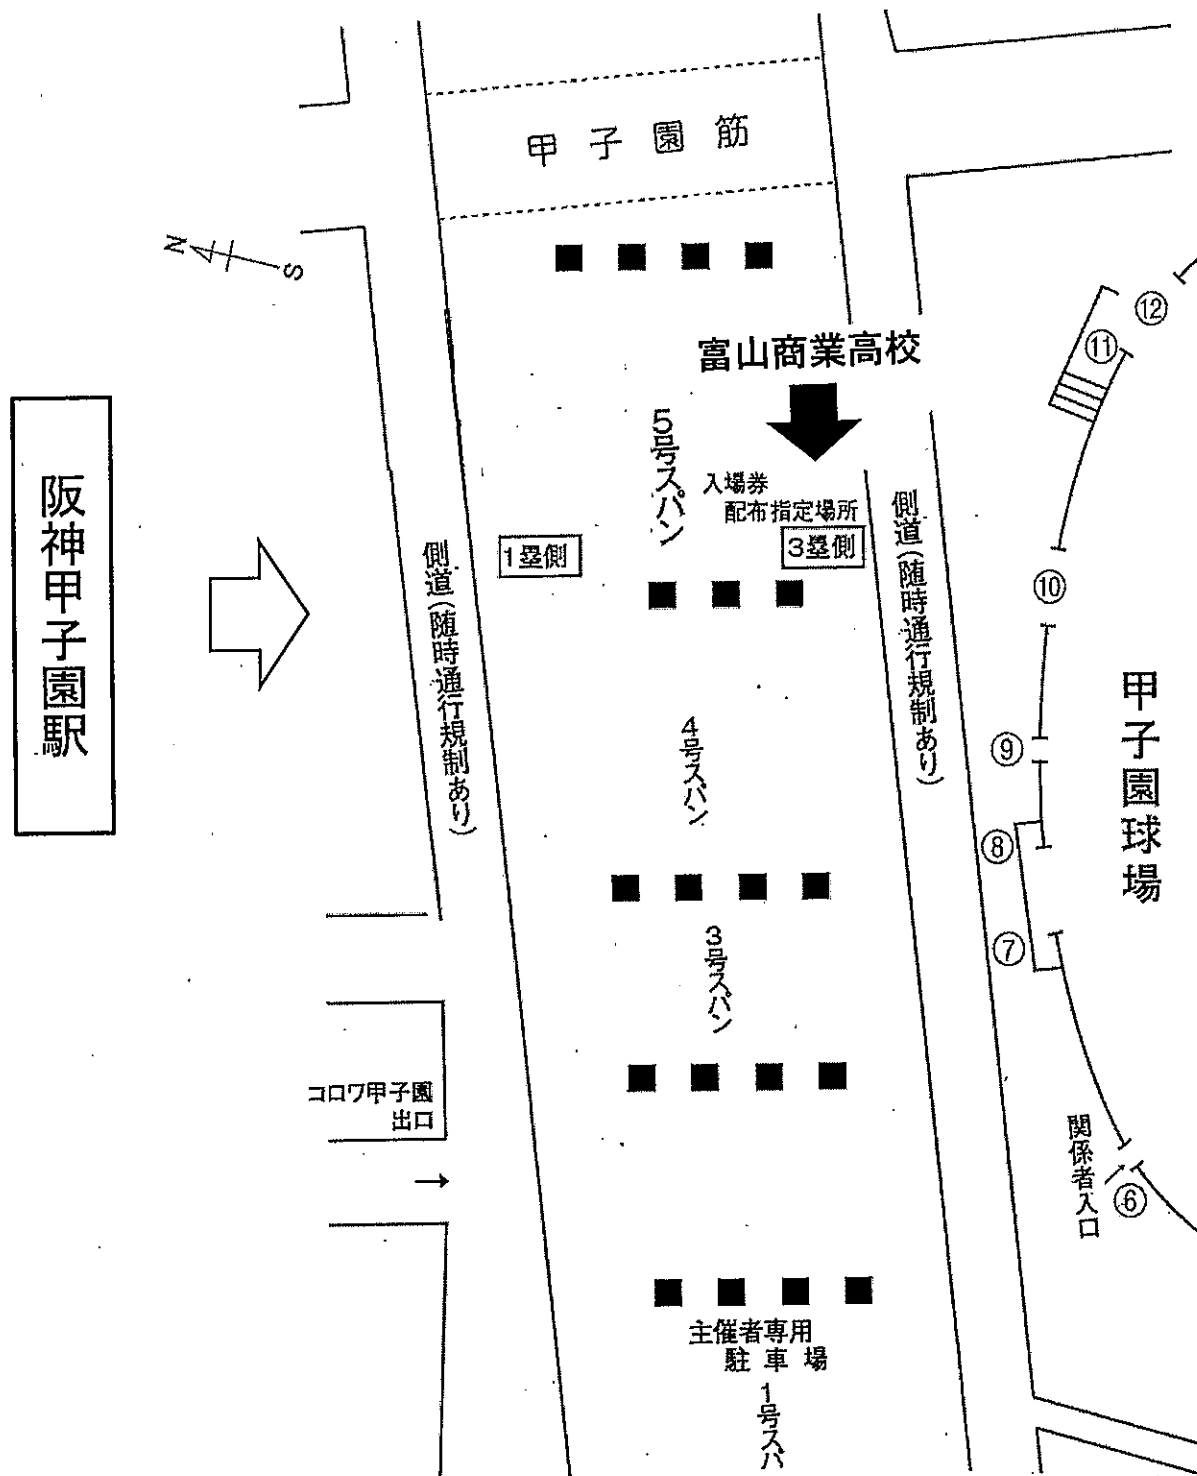 甲子園筋
N
S
富山商業高校
5号スパン
入場券
配布指定場所
1塁側
3塁側
阪神甲子園駅
側道(随時通行規制あり)
側道(随時通行規制あり)
4号スパン
3号スパン
甲子園球場
⑫
⑪
⑩
⑨
⑧
⑦
関係者入口
⑥
コロワ甲子園
出口
主催者専用
駐車場
1号スパ